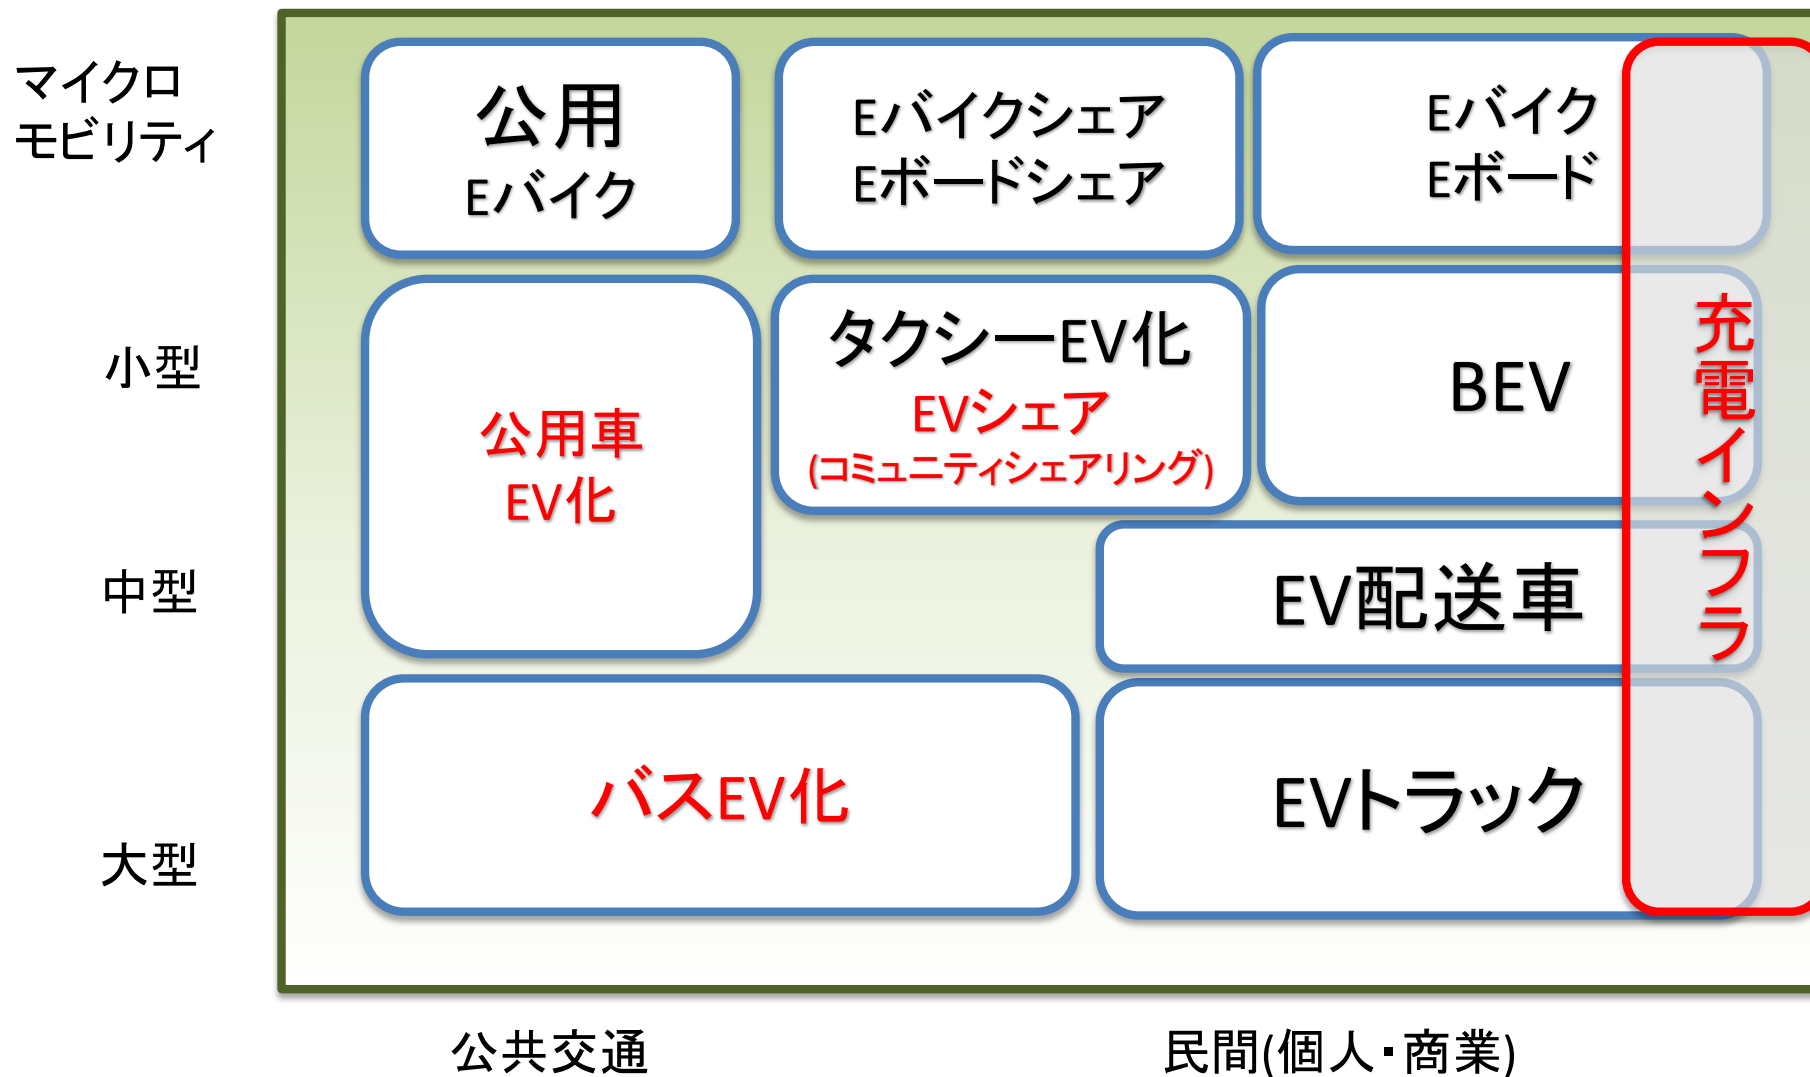 マイクロ
モビリティ
公用
Eバイク
Eバイクシェア
Eボードシェア
Eバイク
Eボード
小型
公用車
EV化
タクシーEV化
EVシェア
(コミュニティシェアリング)
BEV
充電インフラ
中型
EV配送車
大型
バスEV化
EVトラック
公共交通
民間(個人・商業)